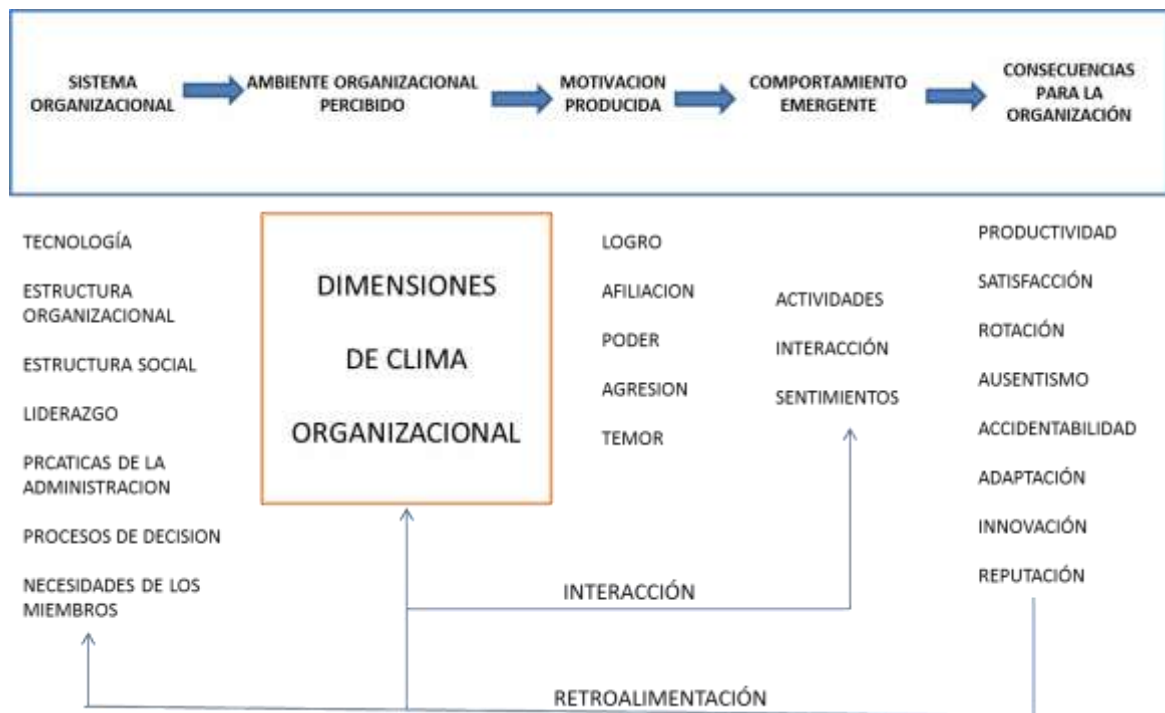 SISTEMA
ORGANIZACIONAL
AMBIENTE ORGANIZACIONAL
PERCIBIDO
MOTIVACION
PRODUCIDA
COMPORTAMIENTO
EMERGENTE
CONSECUENCIAS
PARA LA
ORGANIZACIÓN
TECNOLOGÍA
ESTRUCTURA
ORGANIZACIONAL
ESTRUCTURA SOCIAL
LIDERAZGO
PRCATICAS DE LA
ADMINISTRACION
PROCESOS DE DECISION
NECESIDADES DE LOS
MIEMBROS
DIMENSIONES
DE CLIMA
ORGANIZACIONAL
LOGRO
AFILIACION
PODER
AGRESION
TEMOR
ACTIVIDADES
INTERACCIÓN
SENTIMIENTOS
PRODUCTIVIDAD
SATISFACCIÓN
ROTACIÓN
AUSENTISMO
ACCIDENTABILIDAD
ADAPTACIÓN
INNOVACIÓN
REPUTACIÓN
INTERACCIÓN
RETROALIMENTACIÓN